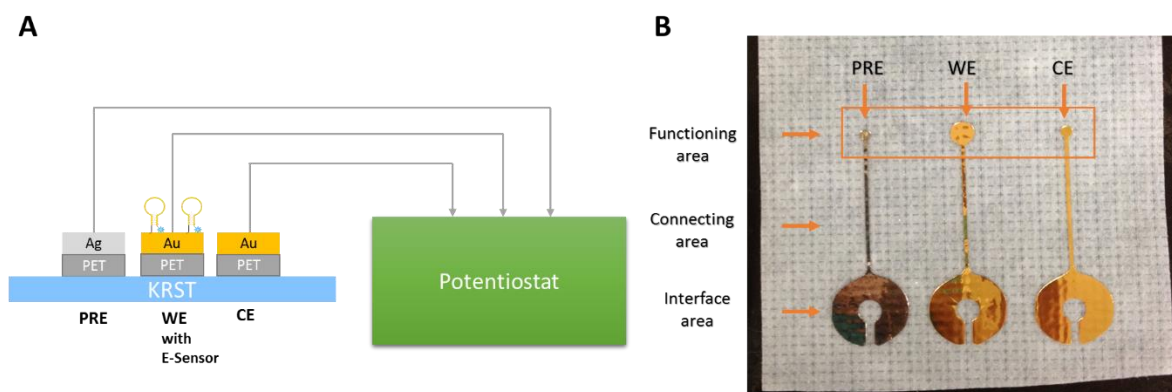 A
Ag
Au
Au
PET
PET
PET
KRST
PRE
WE
with
E-Sensor
CE
Potentiostat
B
PRE
WE
CE
Functioning
area
Connecting
area
Interface
area